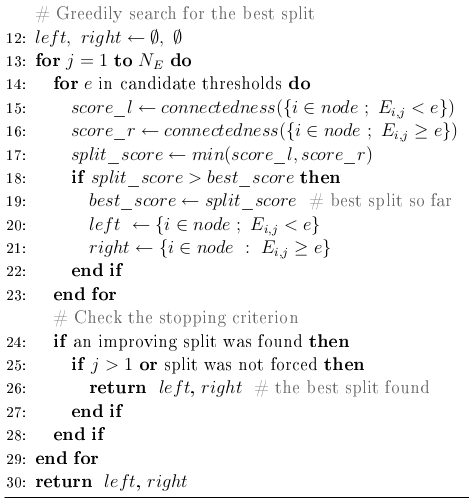 # Greedily search for the best split
12: left, right ← ∅, ∅
13: for j = 1 to N_E do
14: for e in candidate thresholds do
15: score_l ← connectedness({i ∈ node ; E_{i,j} < e})
16: score_r ← connectedness({i ∈ node ; E_{i,j} ≥ e})
17: split_score ← min(score_l, score_r)
18: if split_score > best_score then
19: best_score ← split_score # best split so far
20: left ← {i ∈ node ; E_{i,j} < e}
21: right ← {i ∈ node : E_{i,j} ≥ e}
22: end if
23: end for
# Check the stopping criterion
24: if an improving split was found then
25: if j > 1 or split was not forced then
26: return left, right # the best split found
27: end if
28: end if
29: end for
30: return left, right